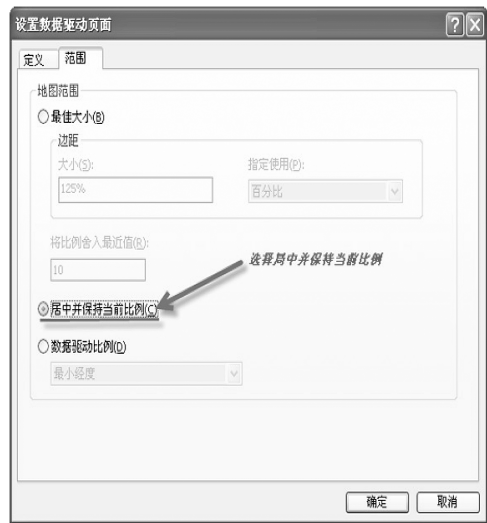 设置数据驱动页面
定义 范围
地图范围
最佳大小(B)
边距
大小(S): 指定使用(P):
125% 百分比
将比例舍入最近值(R):
10
选择局中并保持当前比例
居中并保持当前比例(C)
数据驱动比例(D)
最小经度
确定 取消